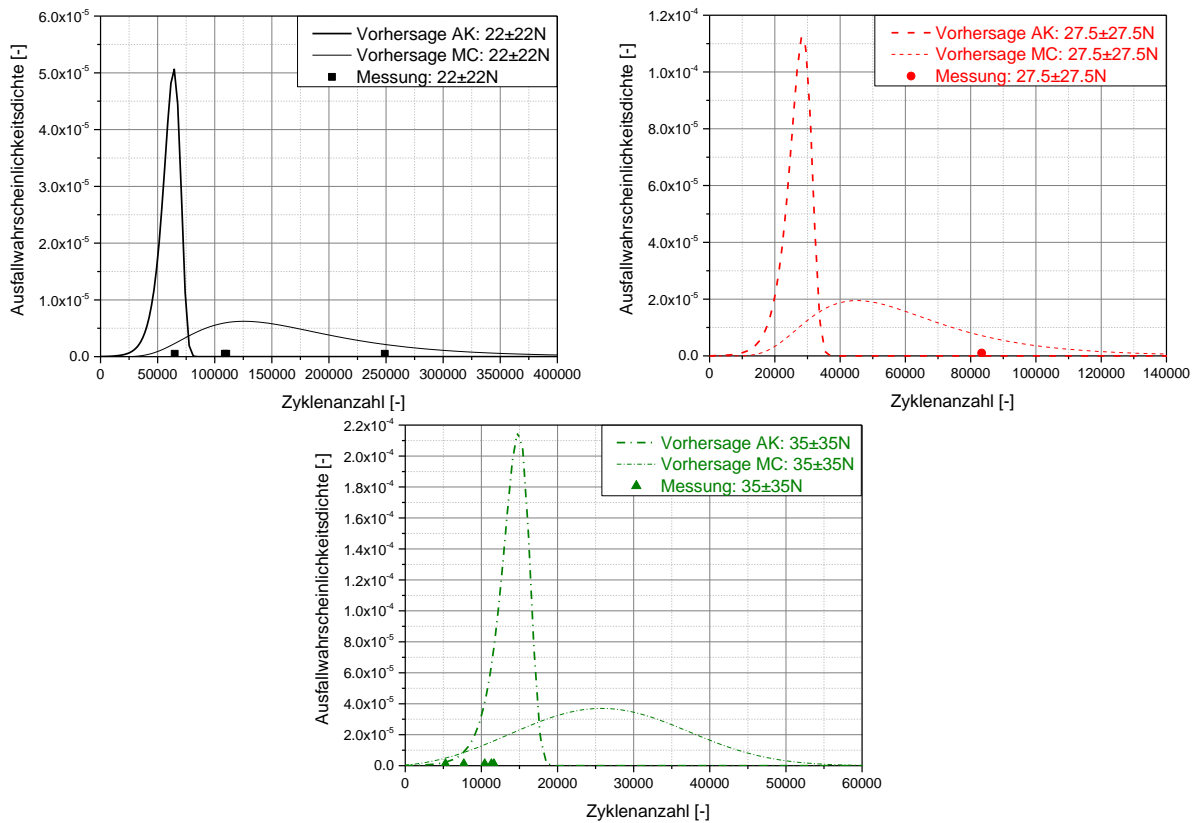 6.0x10-5
5.0x10-5
4.0x10-5
3.0x10-5
2.0x10-5
1.0x10-5
0.0
Ausfallwahrscheinlichkeitsdichte [-]
Vorhersage AK: 22±22N
Vorhersage MC: 22±22N
Messung: 22±22N
0 50000 100000 150000 200000 250000 300000 350000 400000
Zyklenanzahl [-]
1.2x10-4
1.0x10-4
8.0x10-5
6.0x10-5
4.0x10-5
2.0x10-5
0.0
Ausfallwahrscheinlichkeitsdichte [-]
Vorhersage AK: 27.5±27.5N
Vorhersage MC: 27.5±27.5N
Messung: 27.5±27.5N
0 20000 40000 60000 80000 100000 120000 140000
Zyklenanzahl [-]
2.2x10-4
2.0x10-4
1.8x10-4
1.6x10-4
1.4x10-4
1.2x10-4
1.0x10-4
8.0x10-5
6.0x10-5
4.0x10-5
2.0x10-5
0.0
Ausfallwahrscheinlichkeitsdichte [-]
Vorhersage AK: 35±35N
Vorhersage MC: 35±35N
Messung: 35±35N
0 10000 20000 30000 40000 50000 60000
Zyklenanzahl [-]